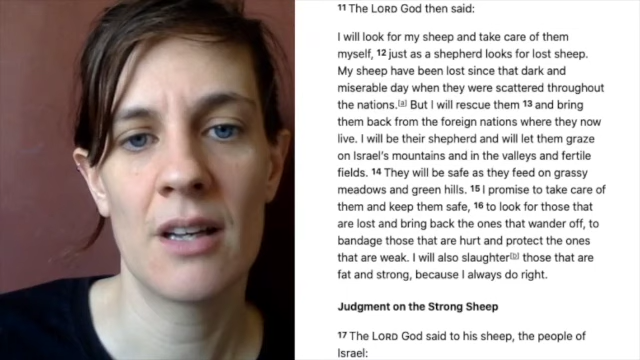 11 The LORD God then said:
I will look for my sheep and take care of them
myself, 12 just as a shepherd looks for lost sheep.
My sheep have been lost since that dark and
miserable day when they were scattered throughout
the nations.[a] But I will rescue them 13 and bring
them back from the foreign nations where they now
live. I will be their shepherd and will let them graze
on Israel's mountains and in the valleys and fertile
fields. 14 They will be safe as they feed on grassy
meadows and green hills. 15 I promise to take care of
them and keep them safe, 16 to look for those that
are lost and bring back the ones that wander off, to
bandage those that are hurt and protect the ones
that are weak. I will also slaughter[b] those that are
fat and strong, because I always do right.
Judgment on the Strong Sheep
17 The LORD God said to his sheep, the people of
Israel: